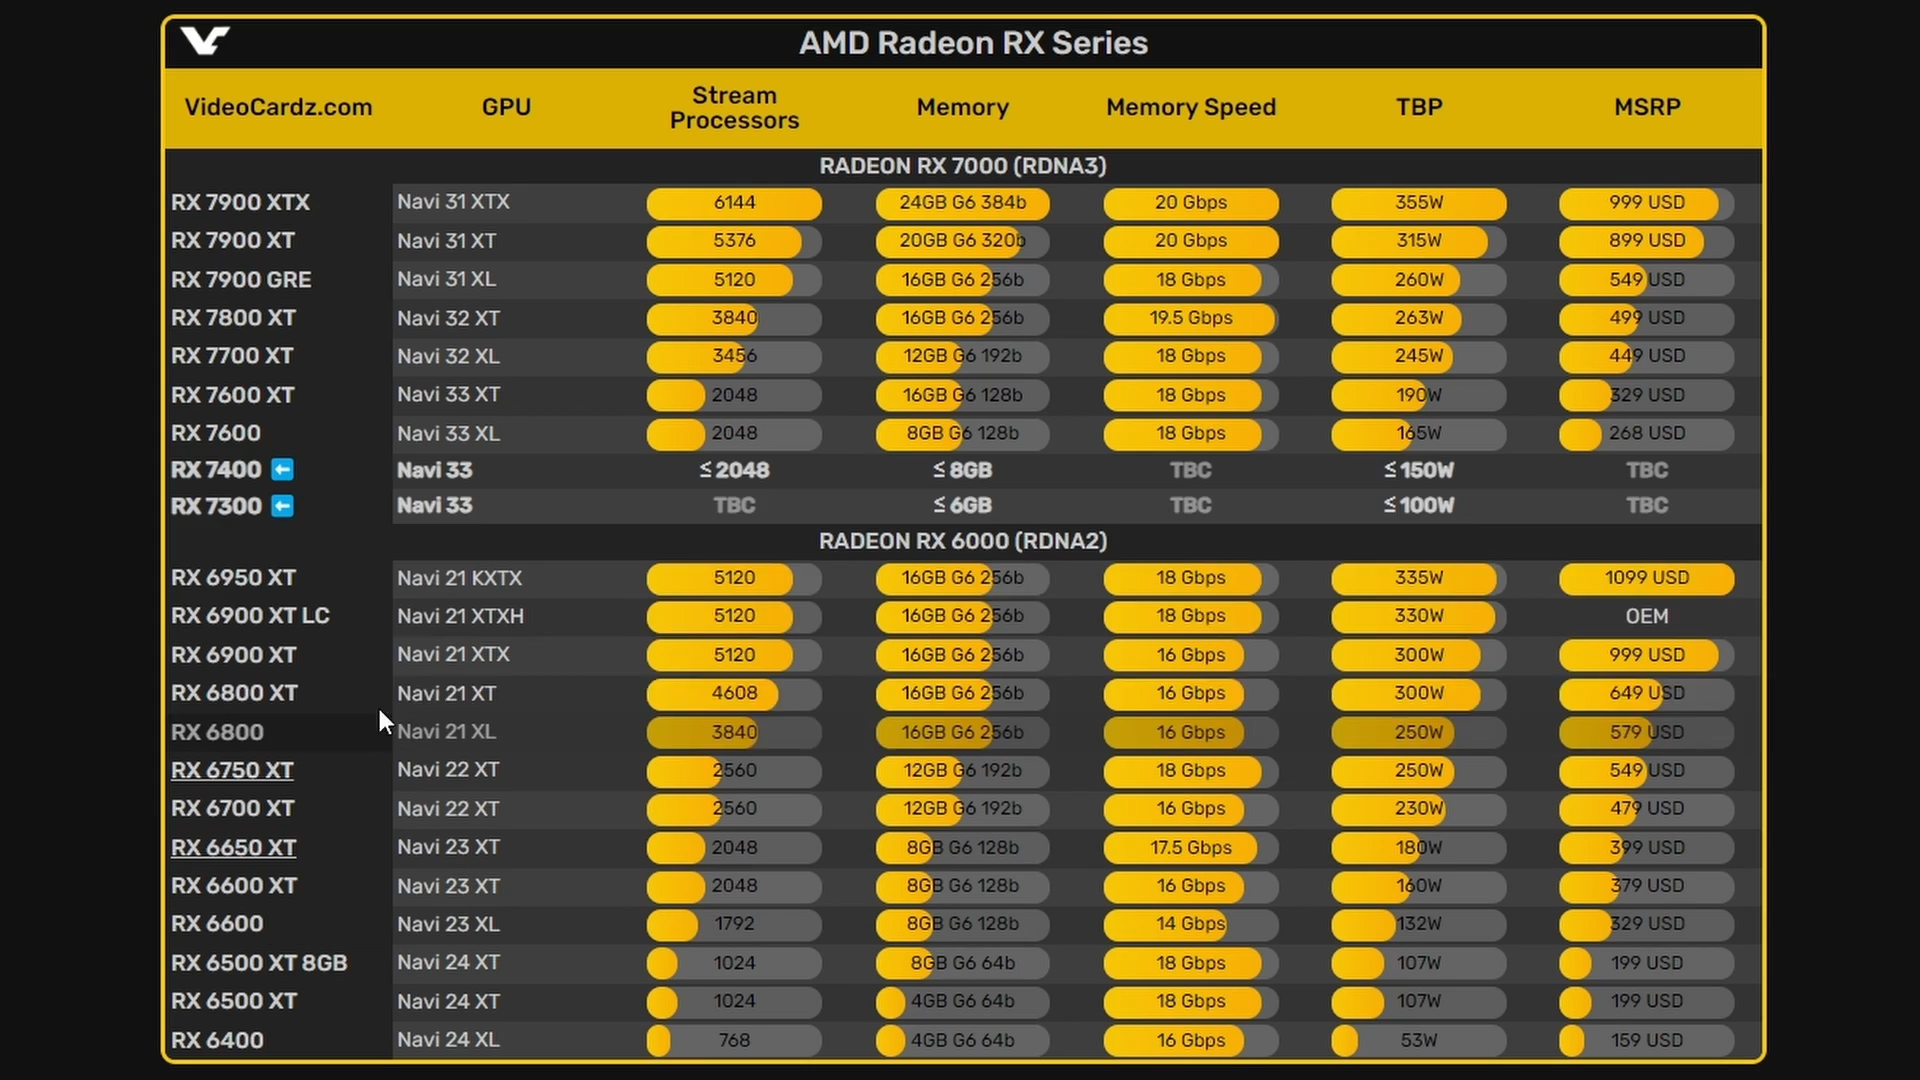 AMD Radeon RX Series
VideoCardz.com GPU Stream Processors Memory Memory Speed TBP MSRP
RADEON RX 7000 (RDNA3)
RX 7900 XTX Navi 31 XTX 6144 24GB G6 384b 20 Gbps 355W 999 USD
RX 7900 XT Navi 31 XT 5376 20GB G6 320b 20 Gbps 315W 899 USD
RX 7900 GRE Navi 31 XL 5120 16GB G6 256b 18 Gbps 260W 549 USD
RX 7800 XT Navi 32 XT 3840 16GB G6 256b 19.5 Gbps 263W 499 USD
RX 7700 XT Navi 32 XL 3456 12GB G6 192b 18 Gbps 245W 449 USD
RX 7600 XT Navi 33 XT 2048 16GB G6 128b 18 Gbps 190W 329 USD
RX 7600 Navi 33 XL 2048 8GB G6 128b 18 Gbps 165W 268 USD
RX 7400 Navi 33 ≤ 2048 ≤ 8GB TBC ≤ 150W TBC
RX 7300 Navi 33 TBC ≤ 6GB TBC ≤ 100W TBC
RADEON RX 6000 (RDNA2)
RX 6950 XT Navi 21 KXTX 5120 16GB G6 256b 18 Gbps 335W 1099 USD
RX 6900 XT LC Navi 21 XTXH 5120 16GB G6 256b 18 Gbps 330W OEM
RX 6900 XT Navi 21 XTX 5120 16GB G6 256b 16 Gbps 300W 999 USD
RX 6800 XT Navi 21 XT 4608 16GB G6 256b 16 Gbps 300W 649 USD
RX 6800 Navi 21 XL 3840 16GB G6 256b 16 Gbps 250W 579 USD
RX 6750 XT Navi 22 XT 2560 12GB G6 192b 18 Gbps 250W 549 USD
RX 6700 XT Navi 22 XT 2560 12GB G6 192b 16 Gbps 230W 479 USD
RX 6650 XT Navi 23 XT 2048 8GB G6 128b 17.5 Gbps 180W 399 USD
RX 6600 XT Navi 23 XT 2048 8GB G6 128b 16 Gbps 160W 379 USD
RX 6600 Navi 23 XL 1792 8GB G6 128b 14 Gbps 132W 329 USD
RX 6500 XT 8GB Navi 24 XT 1024 8GB G6 64b 18 Gbps 107W 199 USD
RX 6500 XT Navi 24 XT 1024 4GB G6 64b 18 Gbps 107W 199 USD
RX 6400 Navi 24 XL 768 4GB G6 64b 16 Gbps 53W 159 USD